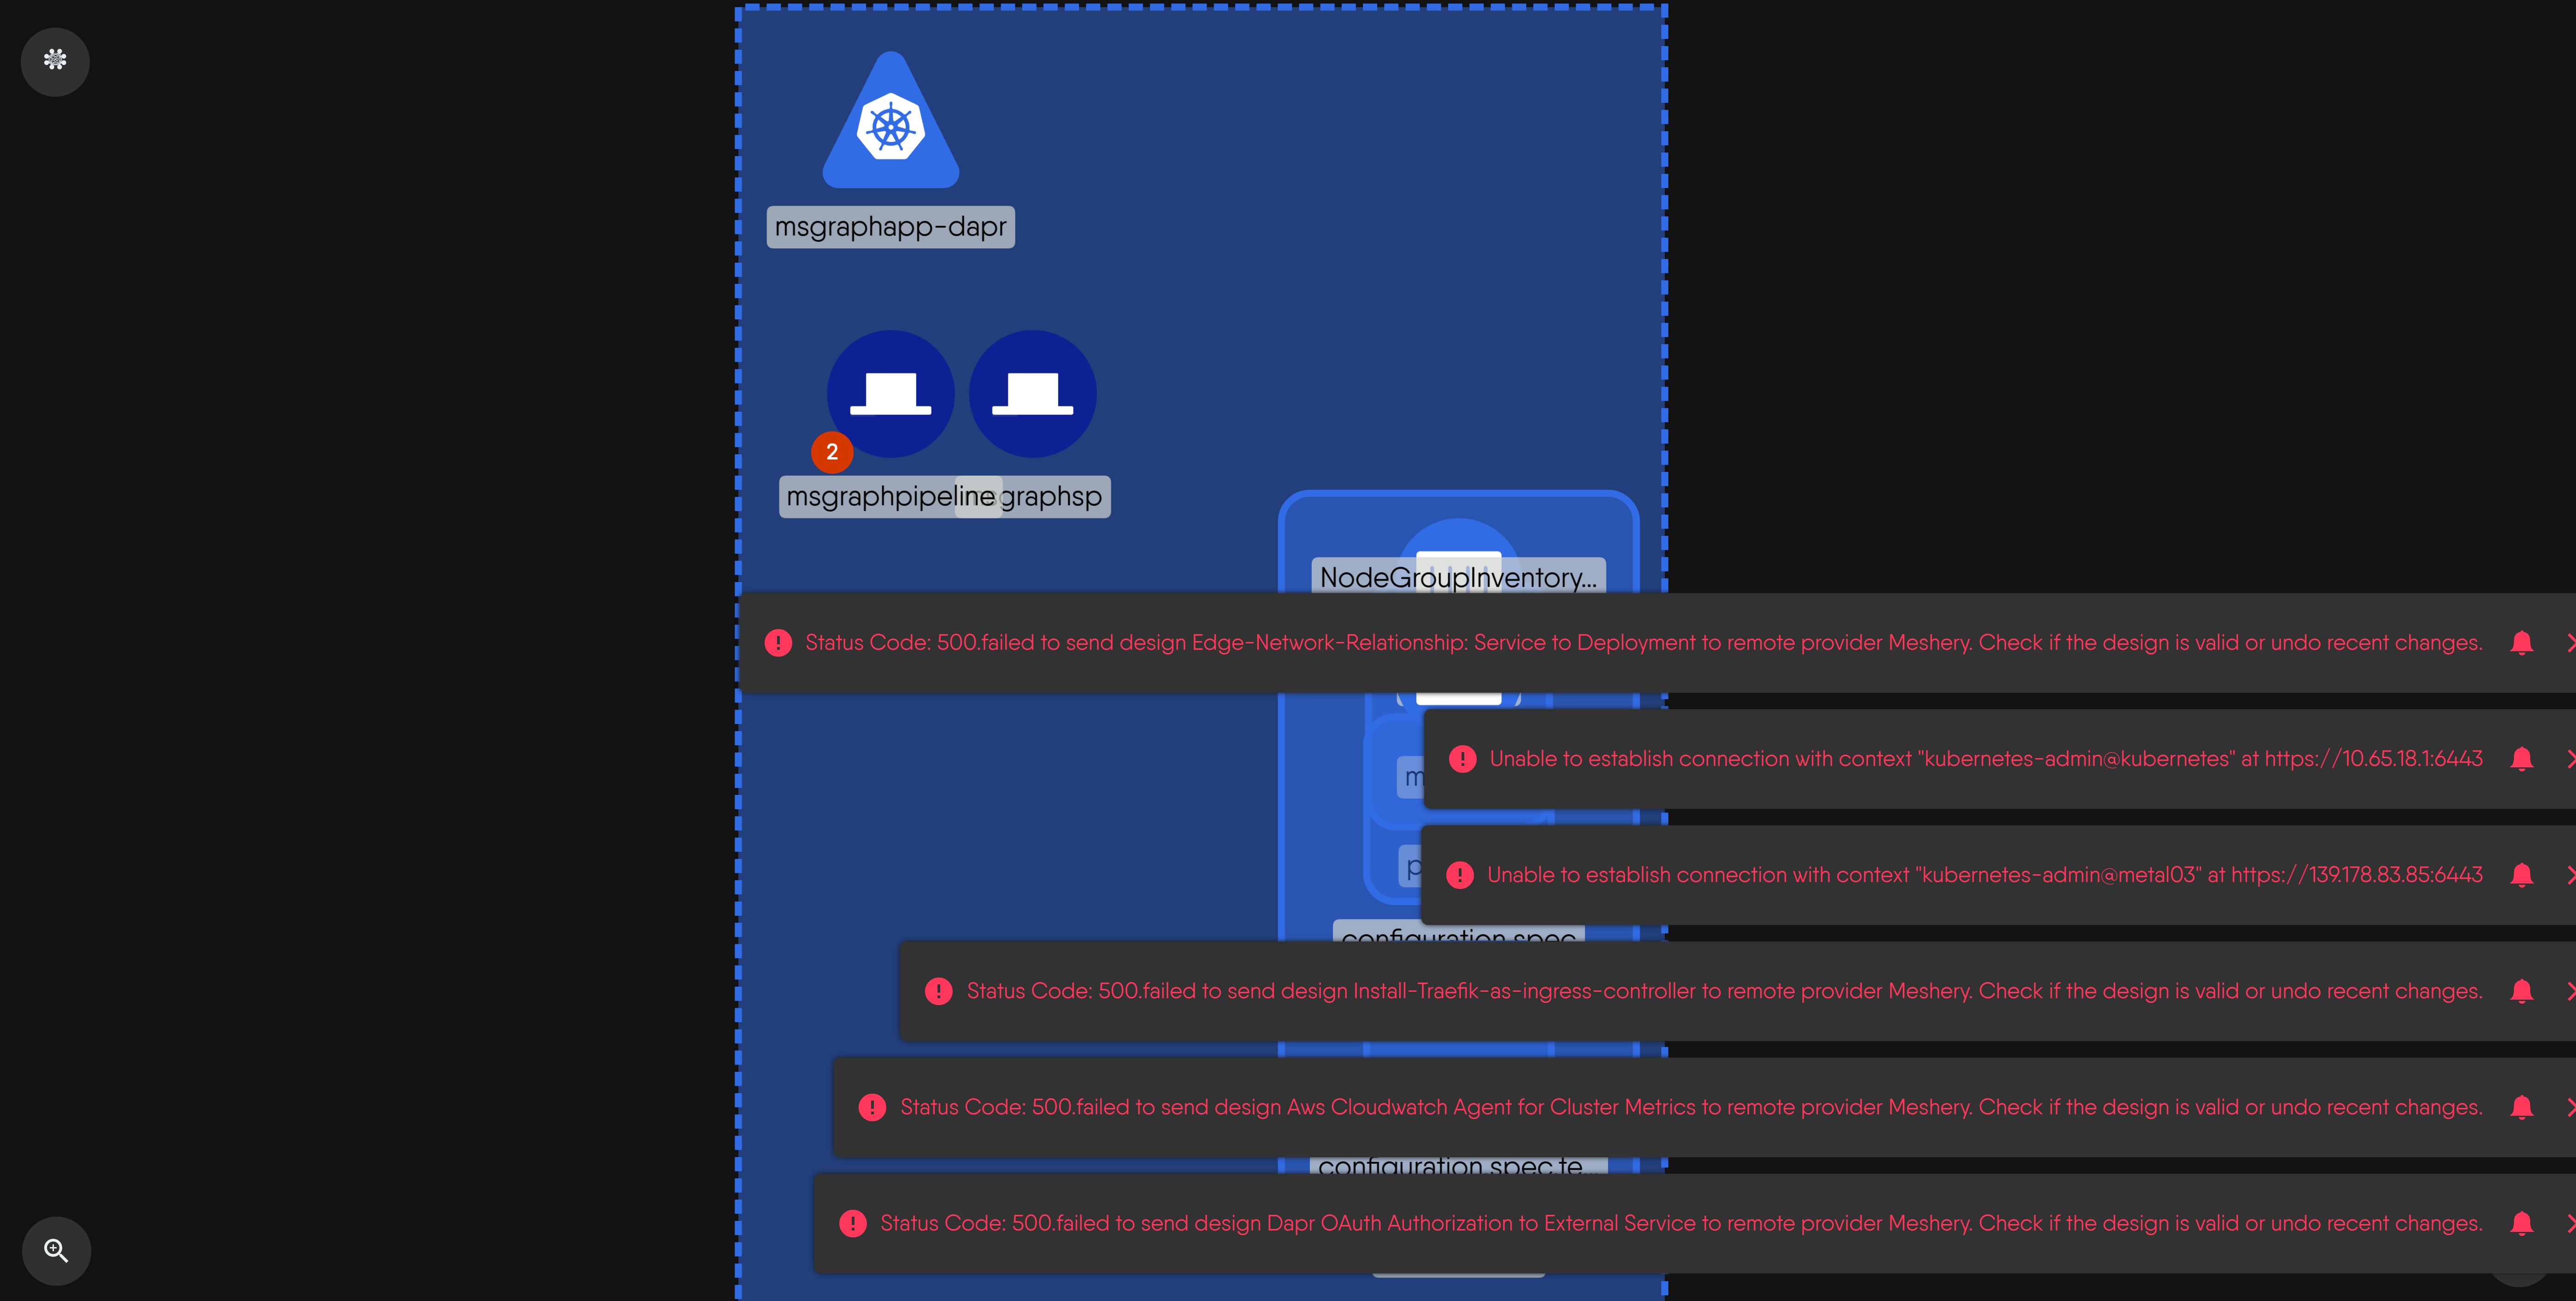 msgraphapp-dapr
2
msgraphpipeline
graphsp
NodeGroupInventory...
Status Code: 500.failed to send design Edge-Network-Relationship: Service to Deployment to remote provider Meshery. Check if the design is valid or undo recent changes.
m
Unable to establish connection with context "kubernetes-admin@kubernetes" at https://10.65.18.1:6443
p
Unable to establish connection with context "kubernetes-admin@metal03" at https://139.178.83.85:6443
configuration spec
Status Code: 500.failed to send design Install-Traefik-as-ingress-controller to remote provider Meshery. Check if the design is valid or undo recent changes.
Status Code: 500.failed to send design Aws Cloudwatch Agent for Cluster Metrics to remote provider Meshery. Check if the design is valid or undo recent changes.
configuration spec te...
Status Code: 500.failed to send design Dapr OAuth Authorization to External Service to remote provider Meshery. Check if the design is valid or undo recent changes.